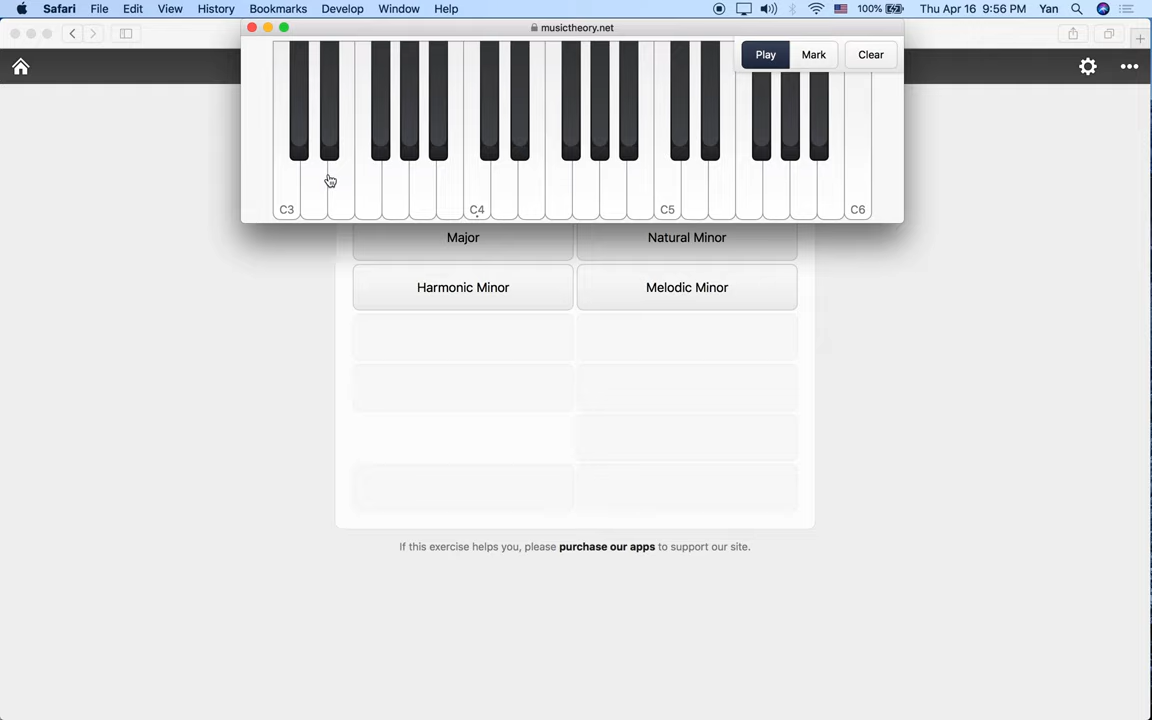 Safari File Edit View History Bookmarks Develop Window Help 100% Thu Apr 16 9:56 PM Yan
musictheory.net
Play Mark Clear
C3 C4 C5 C6
Major Natural Minor
Harmonic Minor Melodic Minor
If this exercise helps you, please purchase our apps to support our site.